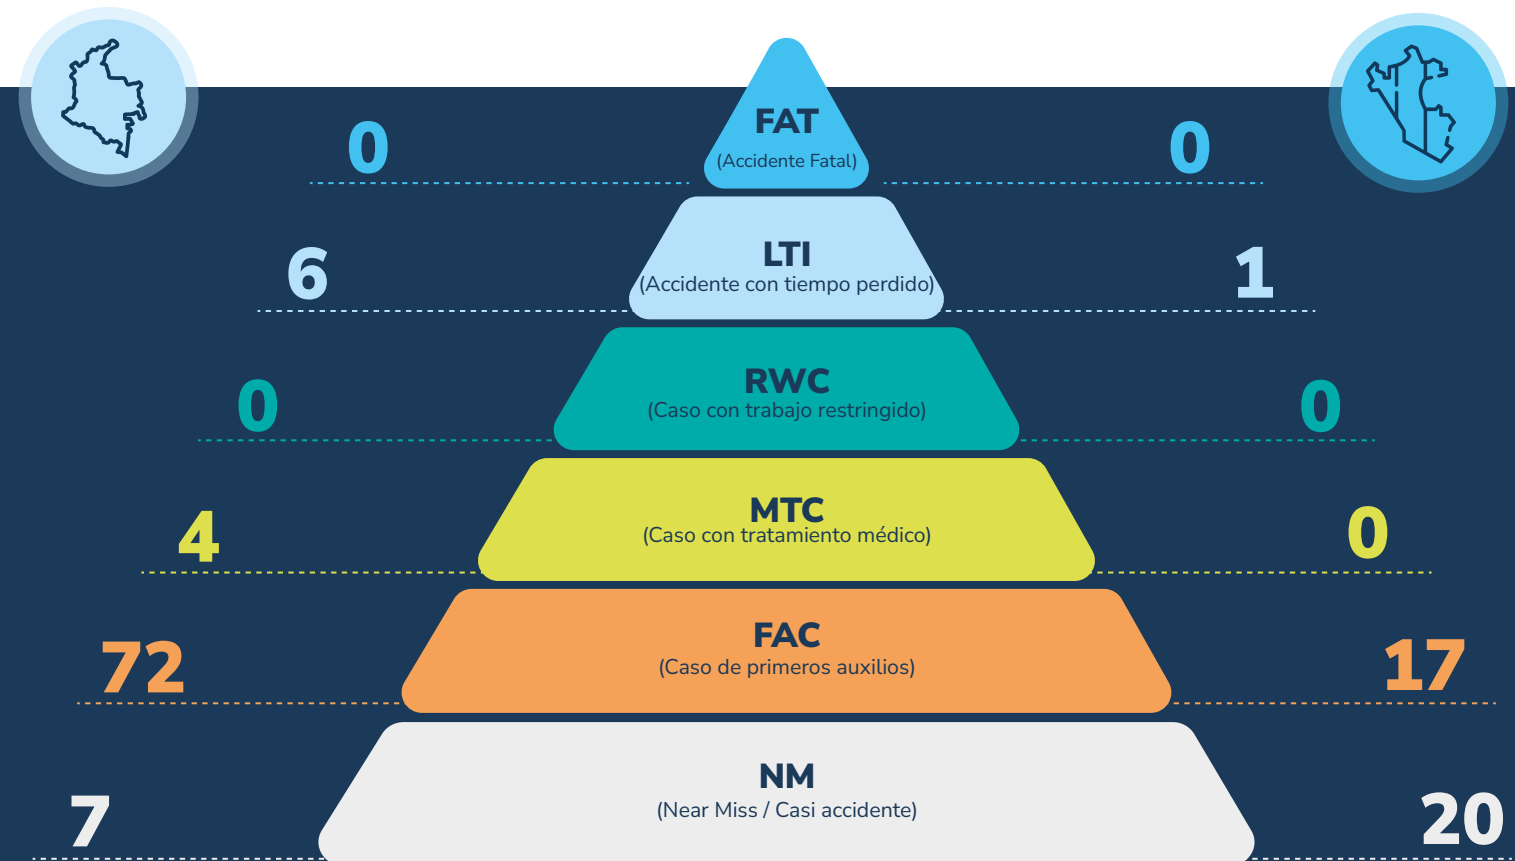 FAT
(Accidente Fatal)
0
0
LTI
(Accidente con tiempo perdido)
6
1
RWC
(Caso con trabajo restringido)
0
0
MTC
(Caso con tratamiento médico)
4
0
FAC
(Caso de primeros auxilios)
72
17
NM
(Near Miss / Casi accidente)
7
20